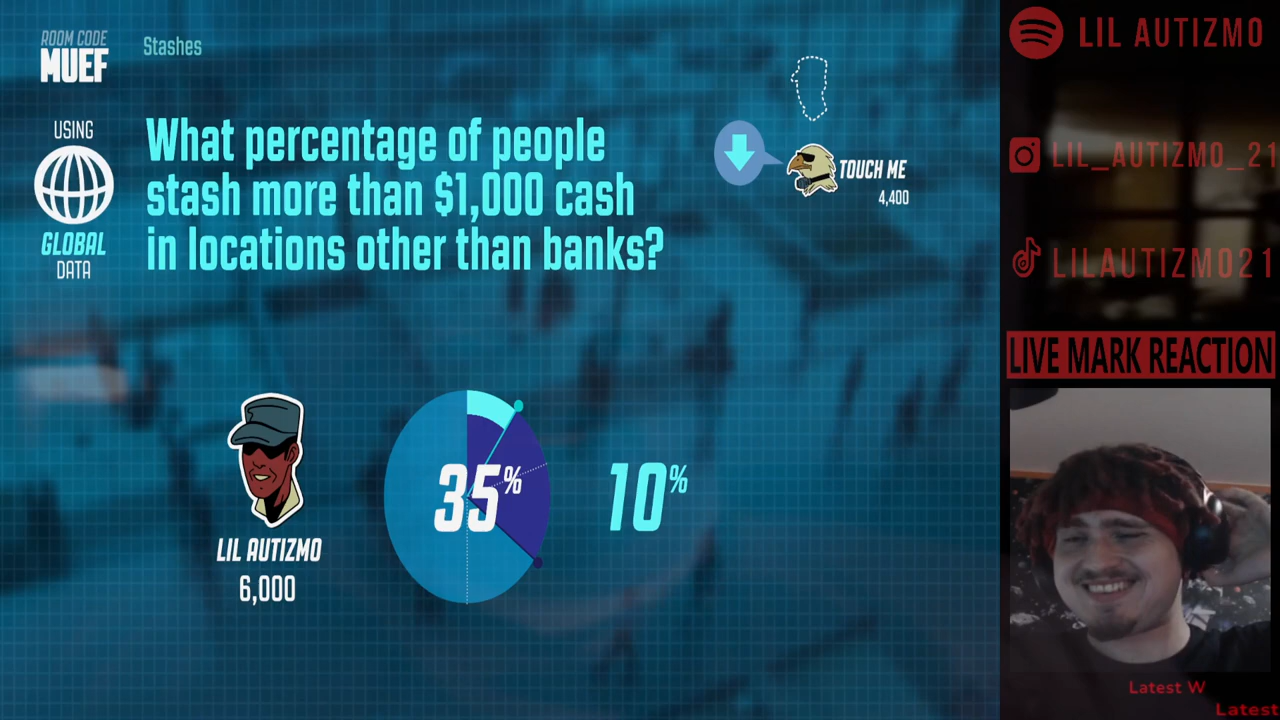 ROOM CODE
MUEF
Stashes
USING
GLOBAL
DATA
What percentage of people
stash more than $1,000 cash
in locations other than banks?
TOUCH ME
4,400
35%
10%
LIL AUTIZMO
6,000
LIL AUTIZMO
LIL_AUTIZMO_21
LILAUTIZMO21
LIVE MARK REACTION
Latest W
Latest